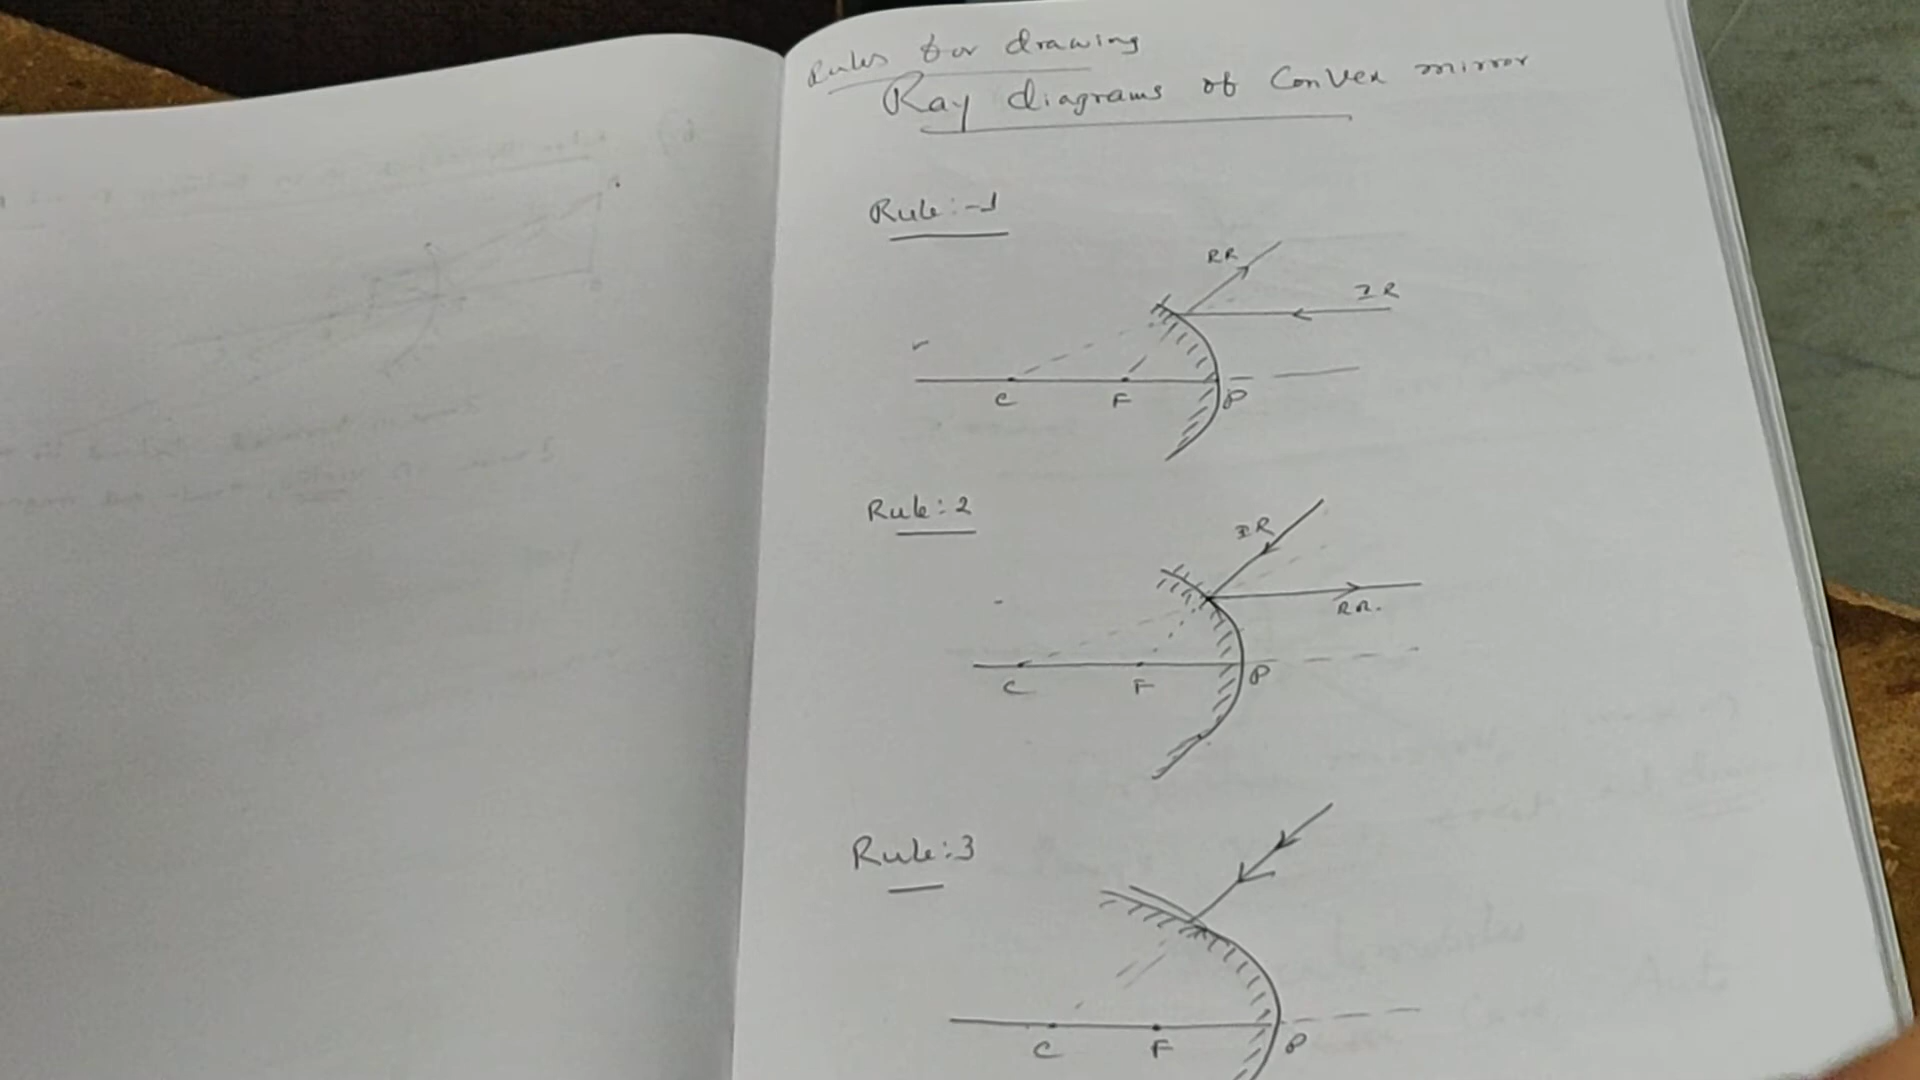 Rules for drawing
Ray diagrams of Convex mirror
Rule:-1
RR
IR
C F P
Rule:2
IR
RR.
C F P
Rule:3
C F P